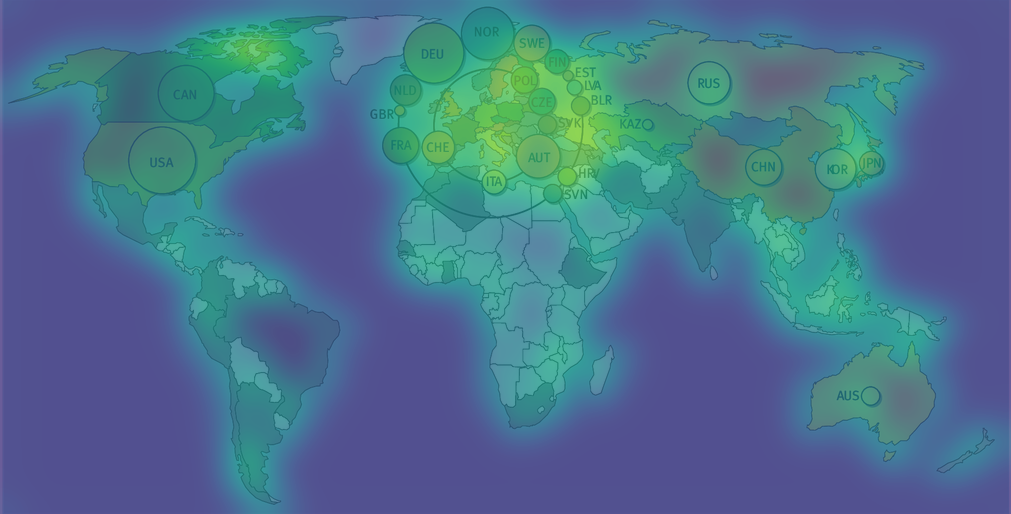 NOR
DEU
SWE
FIN
POL
EST
LVA
RUS
CAN
NLD
CZE
BLR
GBR
SVK
KAZ
FRA
CHE
AUT
USA
CHN
KOR
JPN
ITA
HRV
SVN
AUS